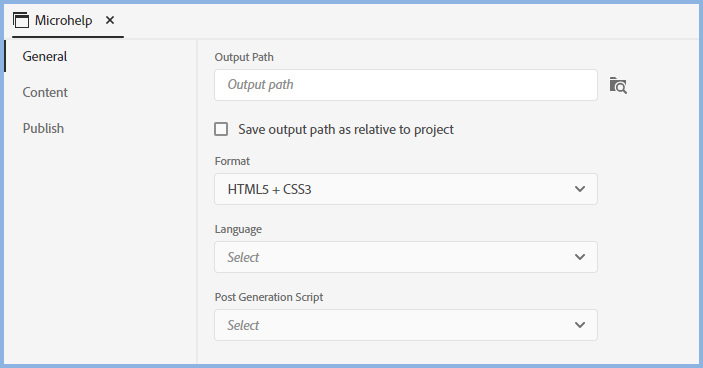 Microhelp
General
Content
Publish
Output Path
Output path
Save output path as relative to project
Format
HTML5 + CSS3
Language
Select
Post Generation Script
Select